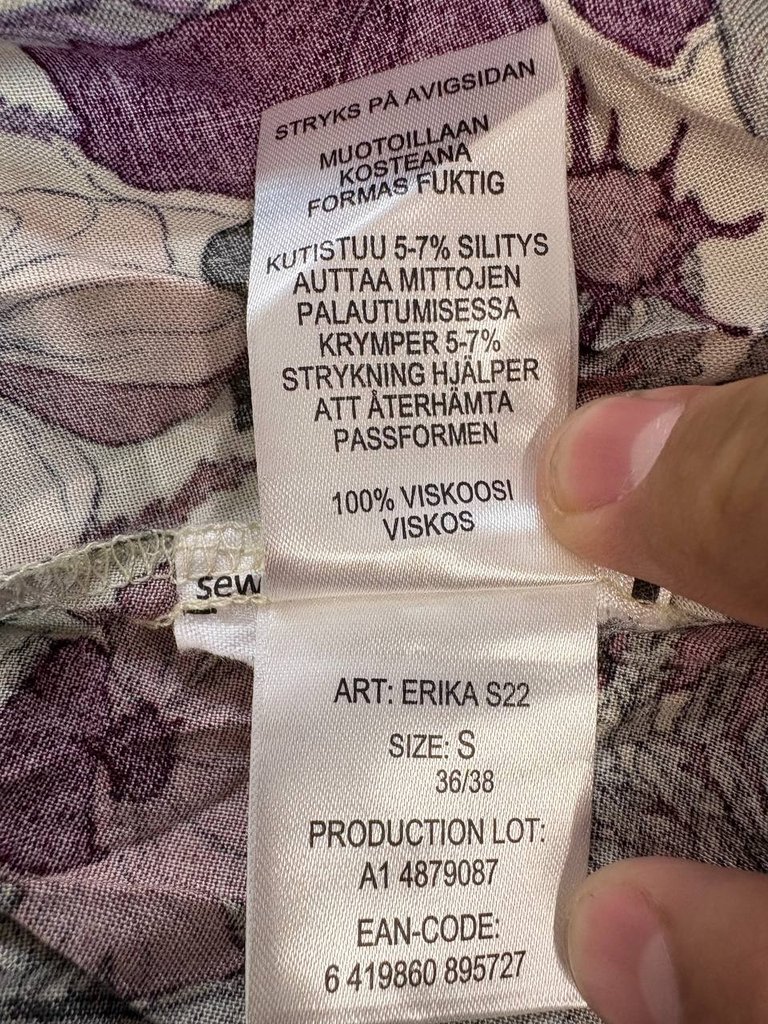 STRYKS PÅ AVIGSIDAN
MUOTOILLAAN
KOSTEANA
FORMAS FUKTIG
KUTISTUU 5-7% SILITYS
AUTTAA MITTOJEN
PALAUTUMISESSA
KRYMPER 5-7%
STRYKNING HJÄLPER
ATT ÅTERHÄMTA
PASSFORMEN
100% VISKOOSI
VISKOS
sew
ART: ERIKA S22
SIZE: S
36/38
PRODUCTION LOT:
A1 4879087
EAN-CODE:
6 419860 895727